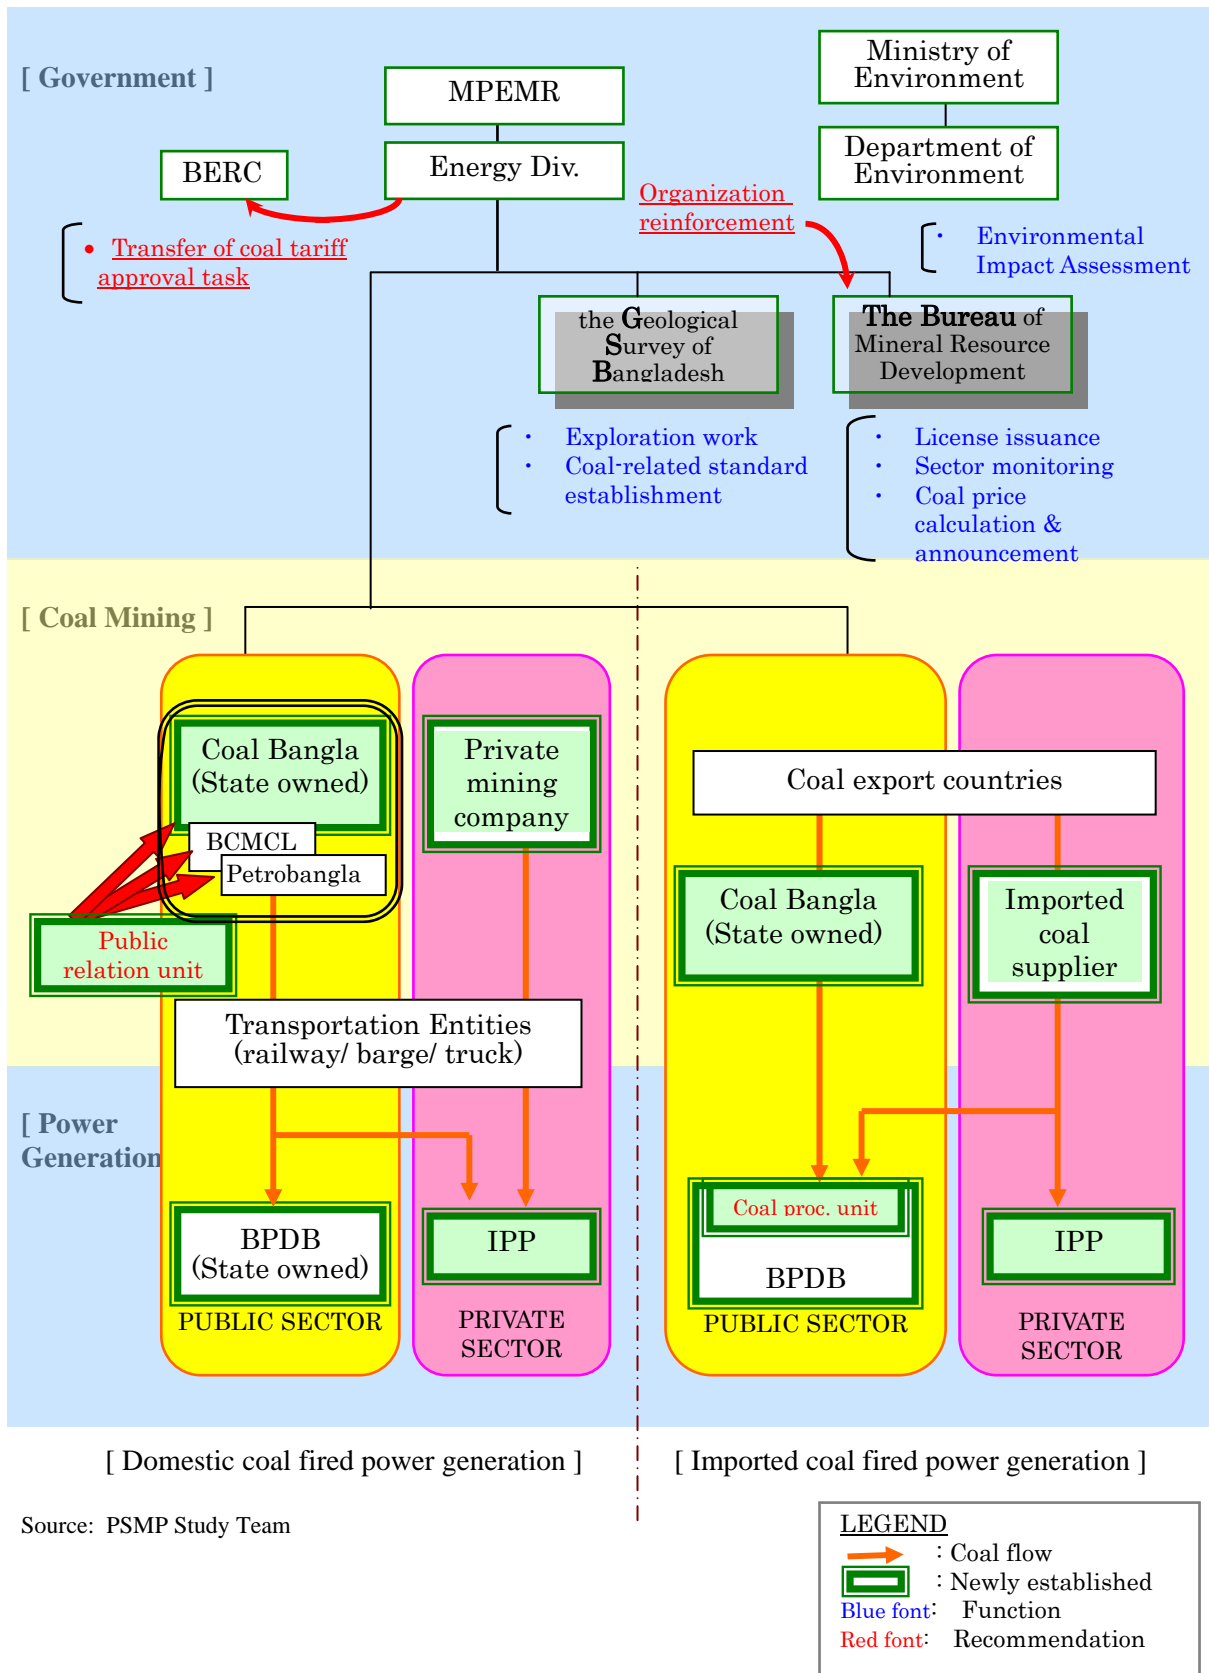 [ Government ]
MPEMR
Energy Div.
BERC
• Transfer of coal tariff
approval task
Ministry of
Environment
Department of
Environment
Organization
reinforcement
・ Environmental
Impact Assessment
the Geological
Survey of
Bangladesh
The Bureau of
Mineral Resource
Development
・ Exploration work
・ Coal-related standard
establishment
・ License issuance
・ Sector monitoring
・ Coal price
calculation &
announcement
[ Coal Mining ]
Coal Bangla
(State owned)
BCMCL
Petrobangla
Public
relation unit
Private
mining
company
Coal export countries
Coal Bangla
(State owned)
Imported
coal
supplier
Transportation Entities
(railway/ barge/ truck)
[ Power
Generation
BPDB
(State owned)
PUBLIC SECTOR
IPP
PRIVATE
SECTOR
Coal proc. unit
BPDB
PUBLIC SECTOR
IPP
PRIVATE
SECTOR
[ Domestic coal fired power generation ]
[ Imported coal fired power generation ]
Source: PSMP Study Team
LEGEND
: Coal flow
: Newly established
Blue font: Function
Red font: Recommendation